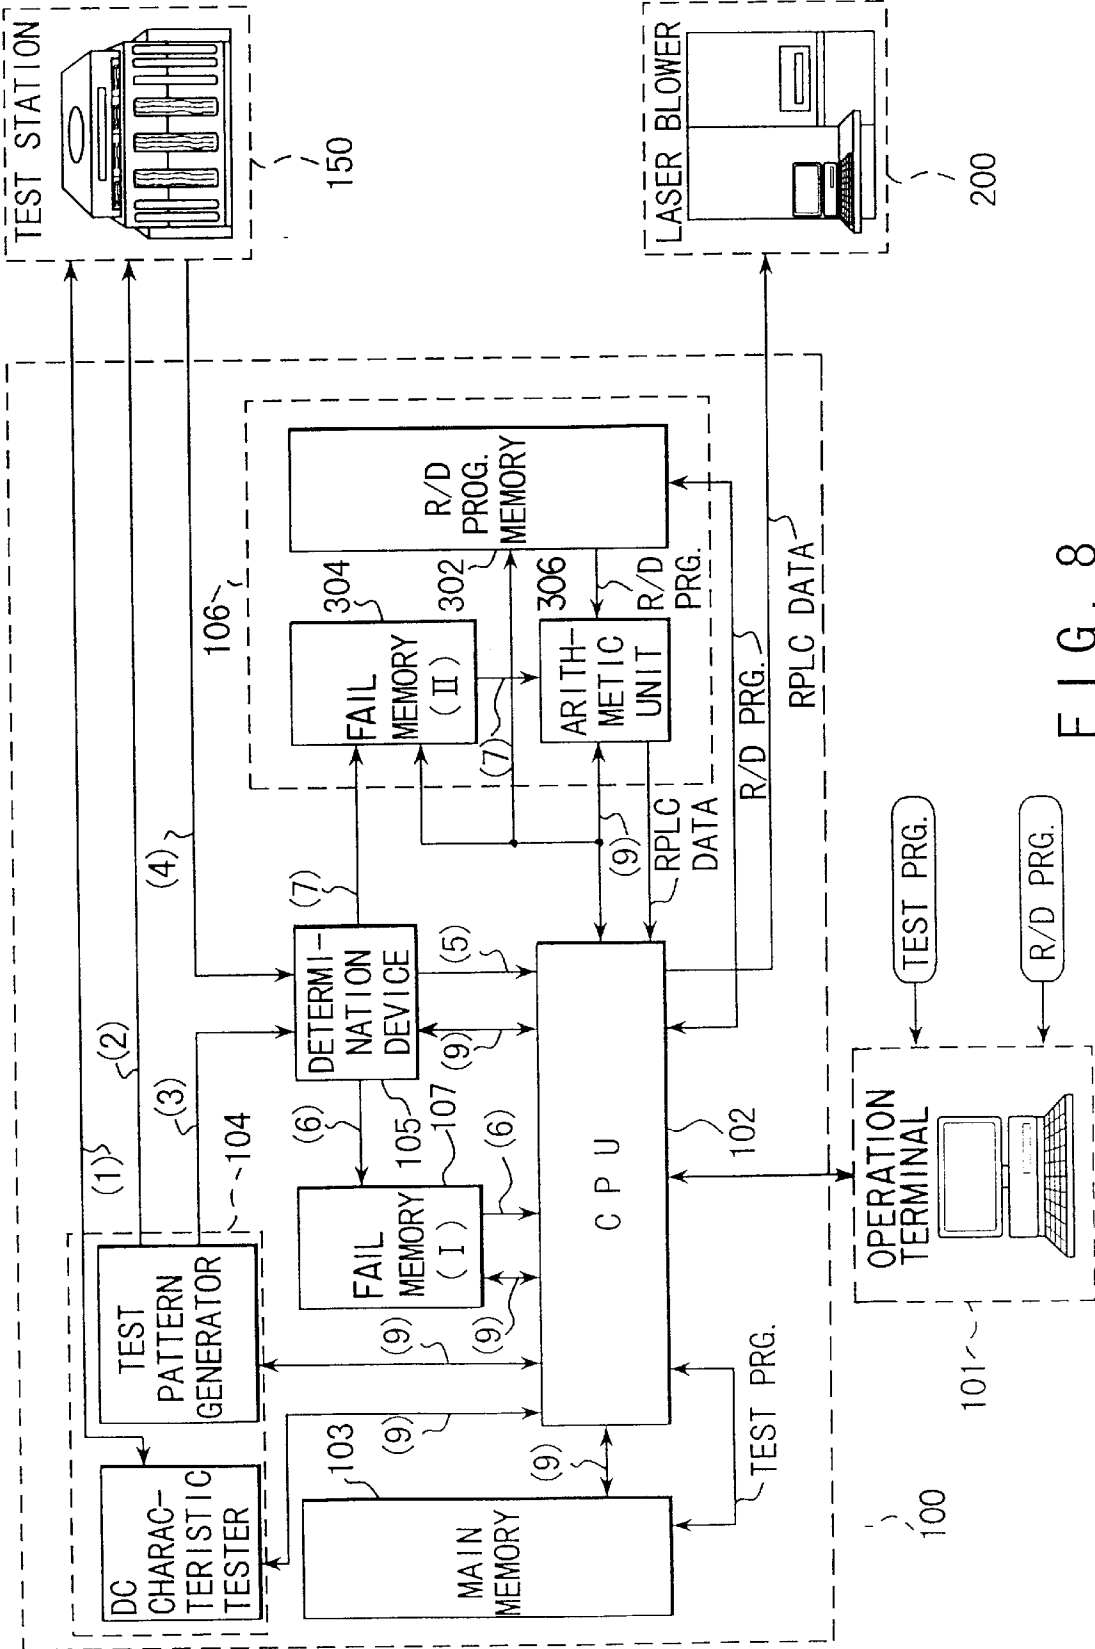 TEST STATION
150
LASER BLOWER
200
(1)
(2)
(3)
(4)
104
TEST
PATTERN
GENERATOR
DC
CHARAC-
TERISTIC
TESTER
106
304
FAIL
MEMORY
(II)
302
R/D
PROG.
MEMORY
306
ARITH-
METIC
UNIT
R/D
PRG.
(7)
(7)
DETERMI-
NATION
DEVICE
105
(5)
(9)
(6)
107
FAIL
MEMORY
(I)
(6)
(9)
(9)
(9)
103
MAIN
MEMORY
(9)
CPU
102
(9)
RPLC
DATA
R/D PRG.
RPLC DATA
TEST PRG.
100
OPERATION
TERMINAL
101
TEST PRG.
R/D PRG.
FIG. 8